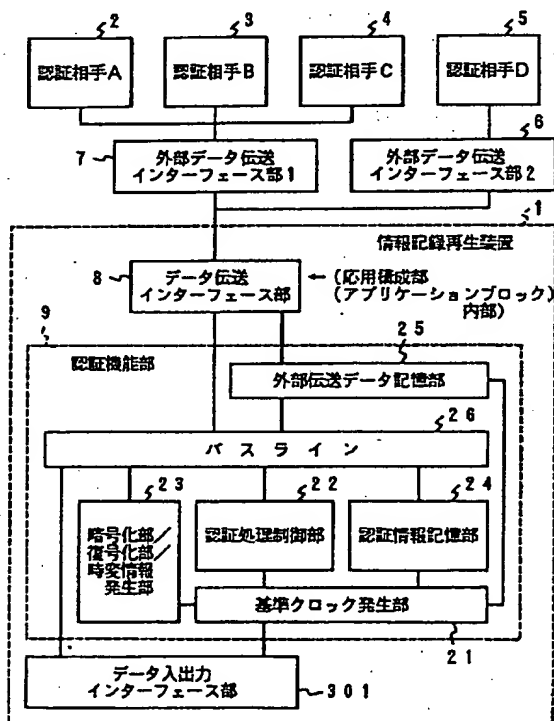 2
3
4
5
認証相手A
認証相手B
認証相手C
認証相手D
6
7
外部データ伝送
インターフェース部1
外部データ伝送
インターフェース部2
1
情報記録再生装置
8
データ伝送
インターフェース部
(応用構成部
(アプリケーションブロック)
内部)
9
認証機能部
25
外部伝送データ記憶部
26
バスライン
23
22
24
暗号化部/
復号化部/
時変情報
発生部
認証処理制御部
認証情報記憶部
基準クロック発生部
21
データ入出力
インターフェース部
301